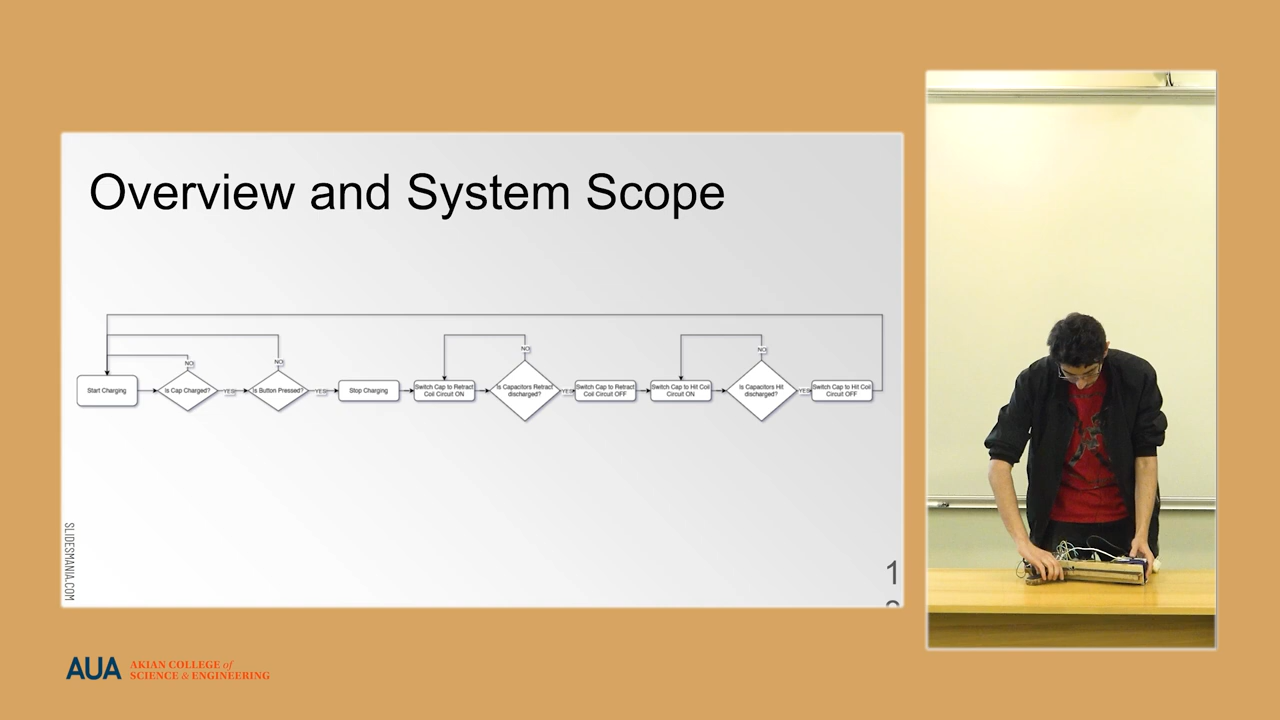 Overview and System Scope
NO
NO
NO
NO
Start Charging
Is Cap Charged?
YES
Is Button Pressed?
YES
Stop Charging
Switch Cap to Retract
Coil Circuit ON
Is Capacitors Retract
discharged?
YES
Switch Cap to Retract
Coil Circuit OFF
Switch Cap to Hit Coil
Circuit ON
Is Capacitors Hit
discharged?
YES
Switch Cap to Hit Coil
Circuit OFF
SLIDESMANIA.COM
1
AUA
AKIAN COLLEGE of
SCIENCE & ENGINEERING